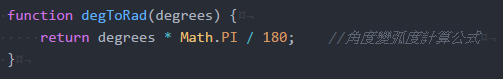 function degToRad(degrees) {
    return degrees * Math.PI / 180;    //角度變弧度計算公式
}